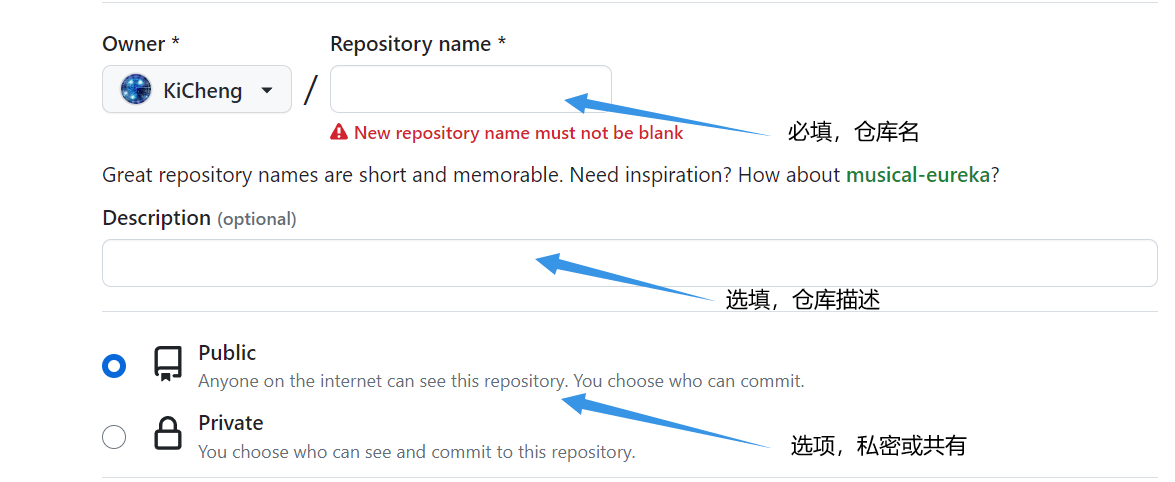 Owner * Repository name *
KiCheng / 
New repository name must not be blank
必填，仓库名
Great repository names are short and memorable. Need inspiration? How about musical-eureka?
Description (optional)
选填，仓库描述
Public
Anyone on the internet can see this repository. You choose who can commit.
Private
选项，私密或共有
You choose who can see and commit to this repository.